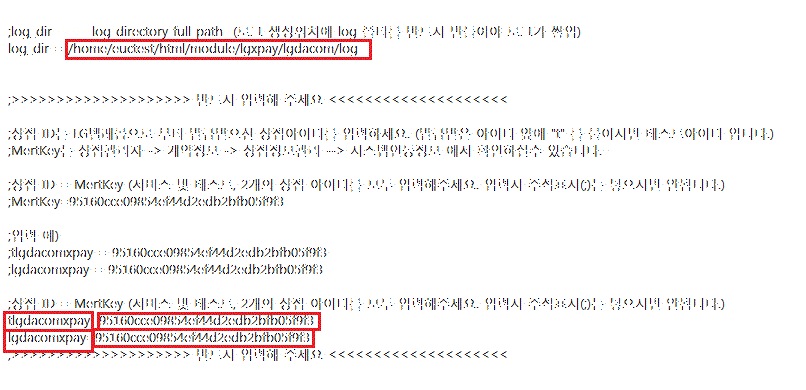 ;log_dir log_directory full path (로그 생성위치에 log 폴더를 반드시 만들어야 로그가 쌓임)
log_dir = /home/euctest/html/module/lgxpay/lgdacom/log
;>>>>>>>>>>>>>>>>>>>> 반드시 입력해 주세요 <<<<<<<<<<<<<<<<<<<<
;상점ID는 LG텔레콤으로 부터 발급받으신 상점아이디를 입력하세요. (발급받은 아이디 앞에 "t" 를 붙이시면 테스트아이디 입니다.)
;MertKey는 상점관리자 -> 계약정보 -> 상점정보관리 -> 시스템연동정보 에서 확인하실수 있습니다.
;상점 ID = MertKey (서비스 및 테스트, 2개의 상점 아이디를 모두 입력해주세요. 입력시 주석표시(;)는 넣으시면 안됩니다.)
;MertKey=95160cce09854ef44d2edb2bfb05f9f3
;입력 예)
;tlgdacomxpay = 95160cce09854ef44d2edb2bfb05f9f3
;lgdacomxpay = 95160cce09854ef44d2edb2bfb05f9f3
;상점 ID = MertKey (서비스 및 테스트, 2개의 상점 아이디를 모두 입력해주세요. 입력시 주석표시(;)는 넣으시면 안됩니다.)
tlgdacomxpay = 95160cce09854ef44d2edb2bfb05f9f3
lgdacomxpay = 95160cce09854ef44d2edb2bfb05f9f3
;>>>>>>>>>>>>>>>>>>>> 반드시 입력해 주세요 <<<<<<<<<<<<<<<<<<<<